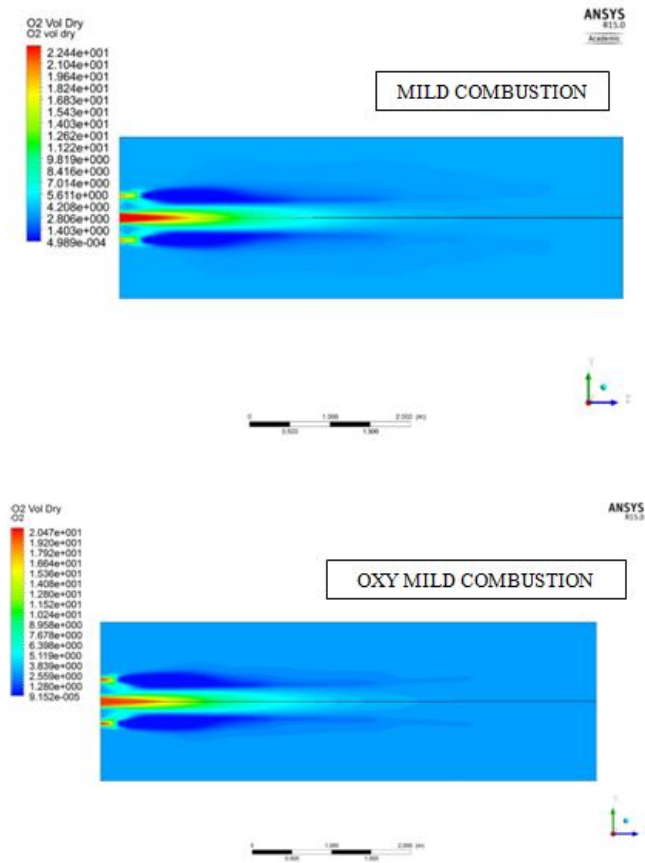 O2 Vol Dry
O2 vol dry
2.244e+001
2.104e+001
1.964e+001
1.824e+001
1.683e+001
1.543e+001
1.403e+001
1.262e+001
1.122e+001
9.819e+000
8.416e+000
7.014e+000
5.611e+000
4.208e+000
2.806e+000
1.403e+000
4.989e-004
ANSYS
R15.0
Academic
MILD COMBUSTION
Y
Z
0 1.000 2.000 (m)
0.500 1.500
O2 Vol Dry
O2
2.047e+001
1.920e+001
1.792e+001
1.664e+001
1.536e+001
1.408e+001
1.280e+001
1.152e+001
1.024e+001
8.958e+000
7.678e+000
6.398e+000
5.119e+000
3.839e+000
2.559e+000
1.280e+000
9.152e-005
ANSYS
R15.0
OXY MILD COMBUSTION
Y
0 1.000 2.000 (m)
0.500 1.500